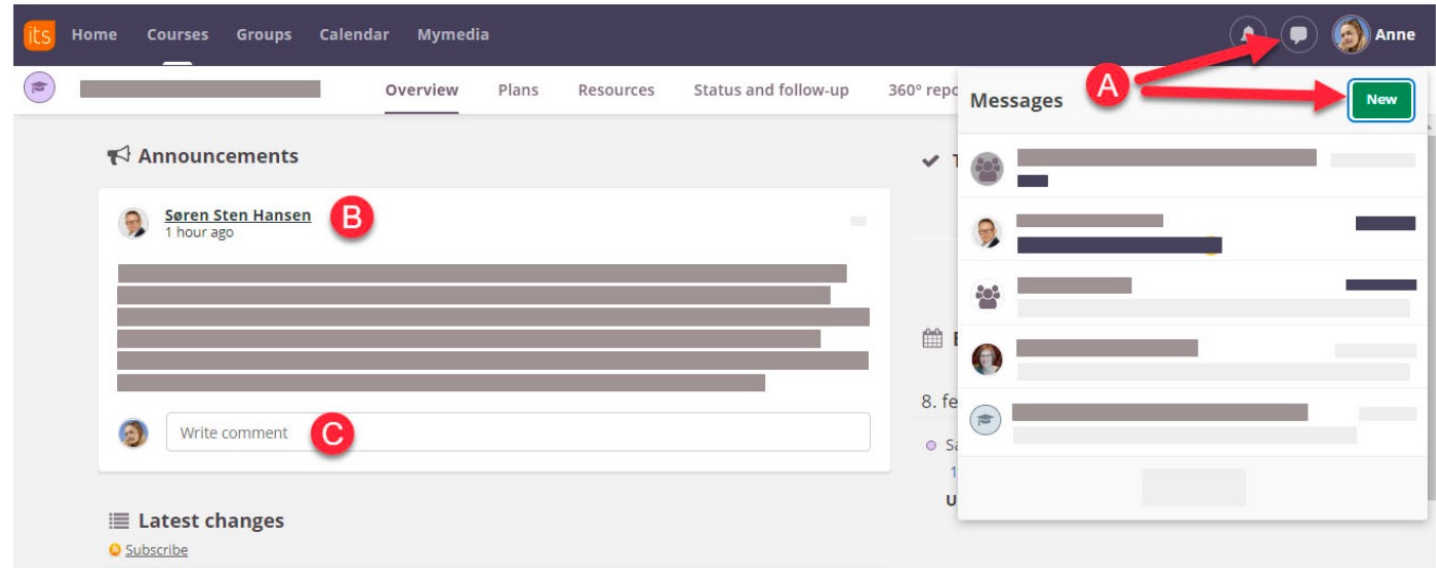 its Home Courses Groups Calendar Mymedia Anne
Overview Plans Resources Status and follow-up 360° repo
Messages A New
Announcements
Søren Sten Hansen B
1 hour ago
8. fe
Write comment C
Latest changes
Subscribe